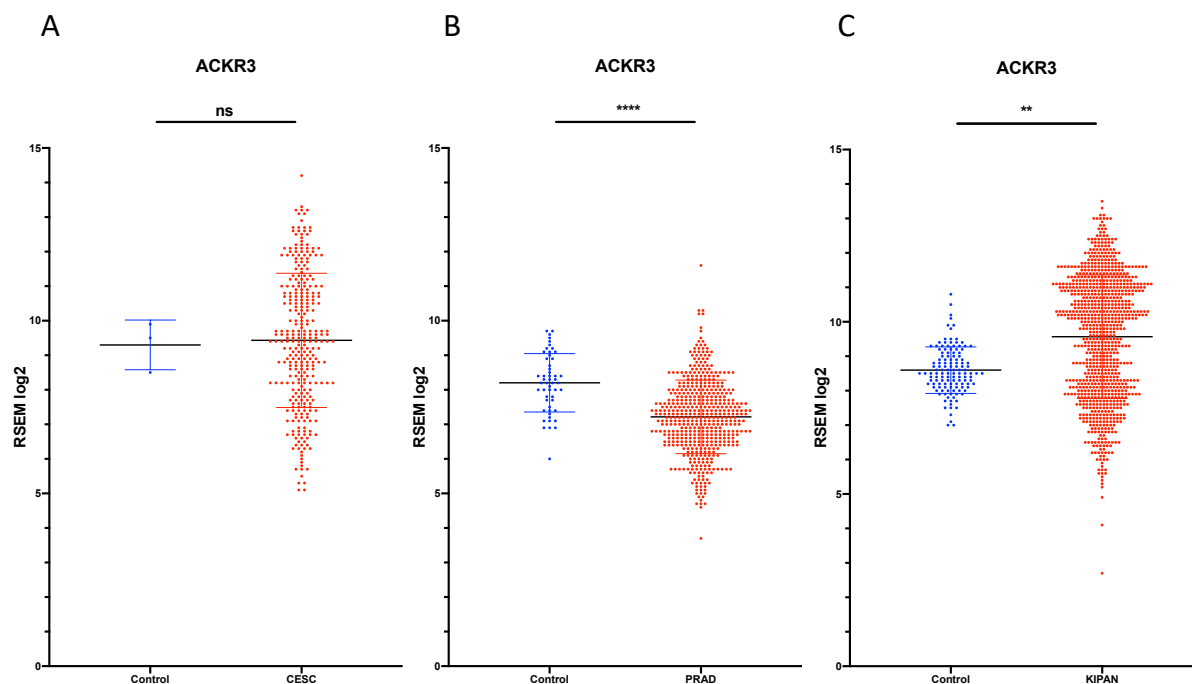 A
ACKR3
ns
15
10
5
0
RSEM log2
Control
CESC
B
ACKR3
****
15
10
5
0
RSEM log2
Control
PRAD
C
ACKR3
**
15
10
5
0
RSEM log2
Control
KIPAN